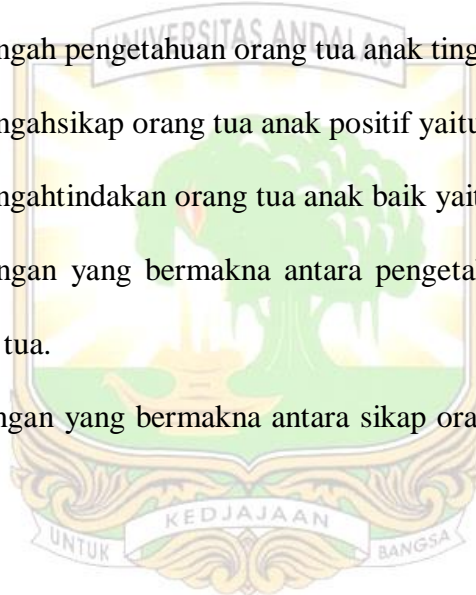 UNIVERSITAS ANDALAS
ngah pengetahuan orang tua anak ting
ngahsikap orang tua anak positif yaitu
ngahtindakan orang tua anak baik yait
ngan yang bermakna antara pengetal
tua.
ngan yang bermakna antara sikap ora
KEDJAJAAN
UNTUK BANGSA